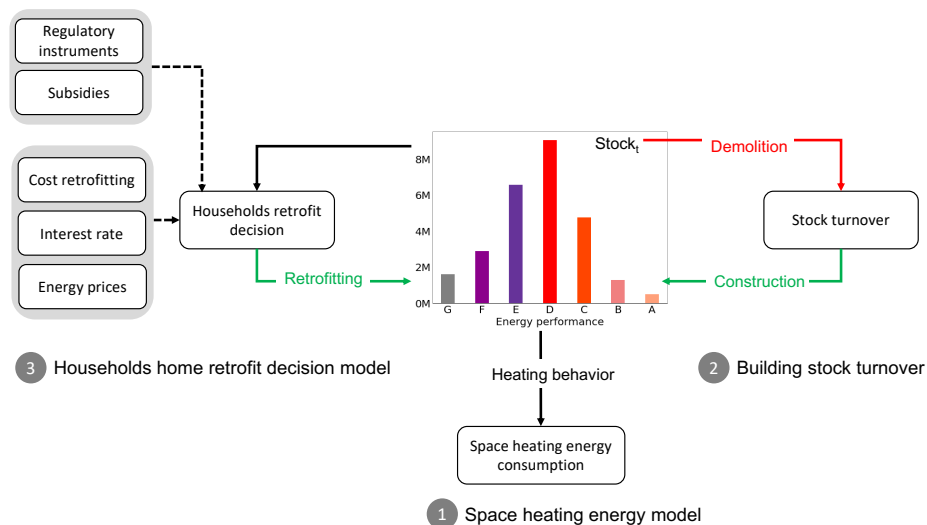 Regulatory
instruments
Subsidies
Cost retrofitting
Interest rate
Energy prices
Households retrofit
decision
Retrofitting
Stock_t
8M
6M
4M
2M
0M
G F E D C B A
Energy performance
Demolition
Stock turnover
Construction
3 Households home retrofit decision model
Heating behavior
2 Building stock turnover
Space heating energy
consumption
1 Space heating energy model